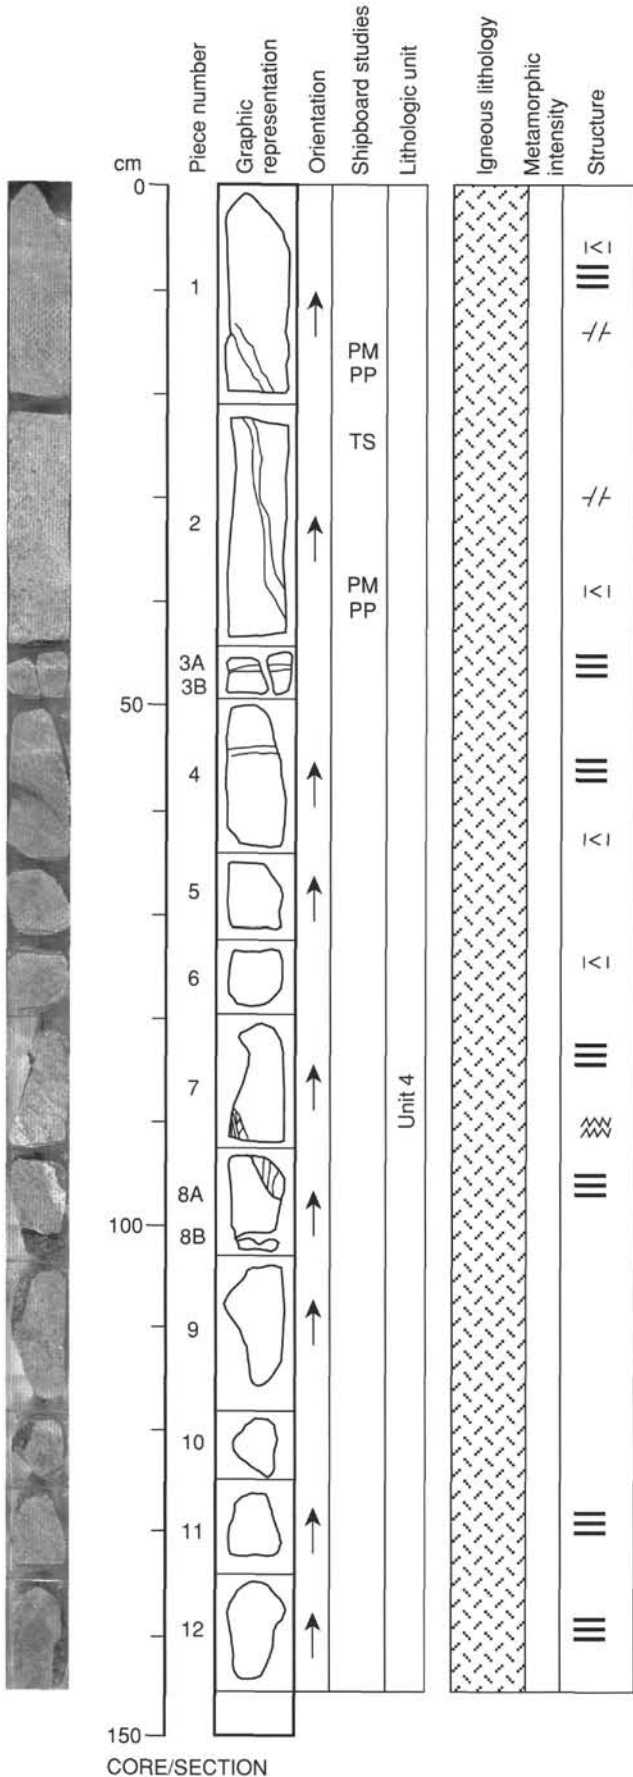 cm
Piece number
Graphic
representation
Orientation
Shipboard studies
Lithologic unit
Igneous lithology
Metamorphic
intensity
Structure
0
1
PM
PP
TS
2
PM
PP
3A
3B
50
4
5
6
7
Unit 4
8A
100
8B
9
10
11
12
150
CORE/SECTION